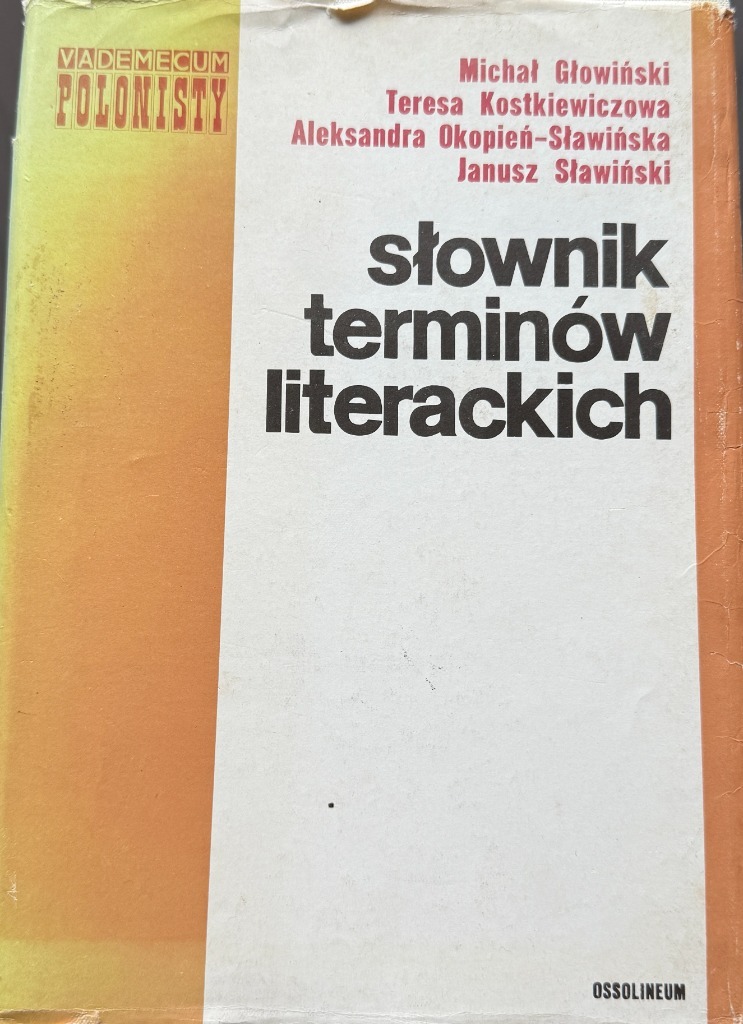 VADEMECUM
POLONISTY
Michał Głowiński
Teresa Kostkiewiczowa
Aleksandra Okopień-Sławińska
Janusz Sławiński
słownik
terminów
literackich
OSSOLINEUM